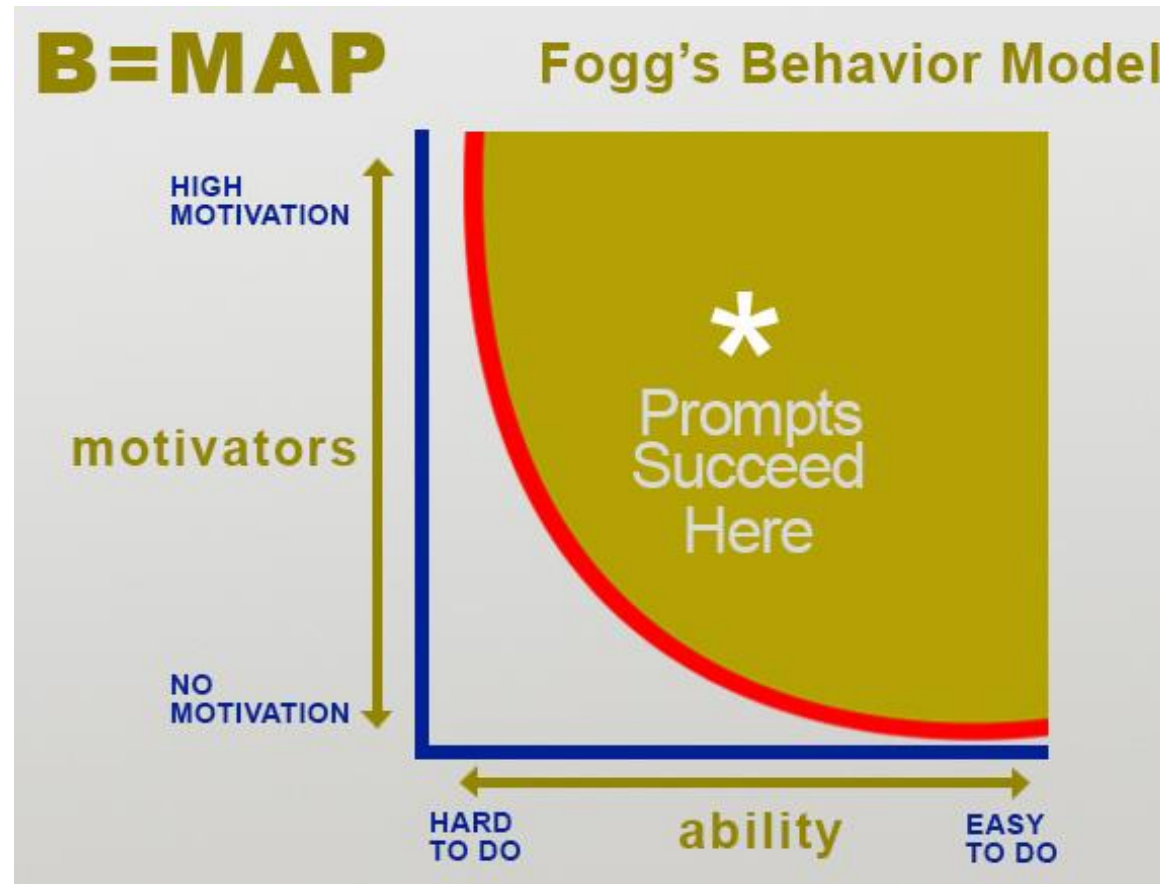 B=MAP
Fogg's Behavior Model
HIGH
MOTIVATION
*
Prompts
Succeed
Here
motivators
NO
MOTIVATION
HARD
TO DO
ability
EASY
TO DO